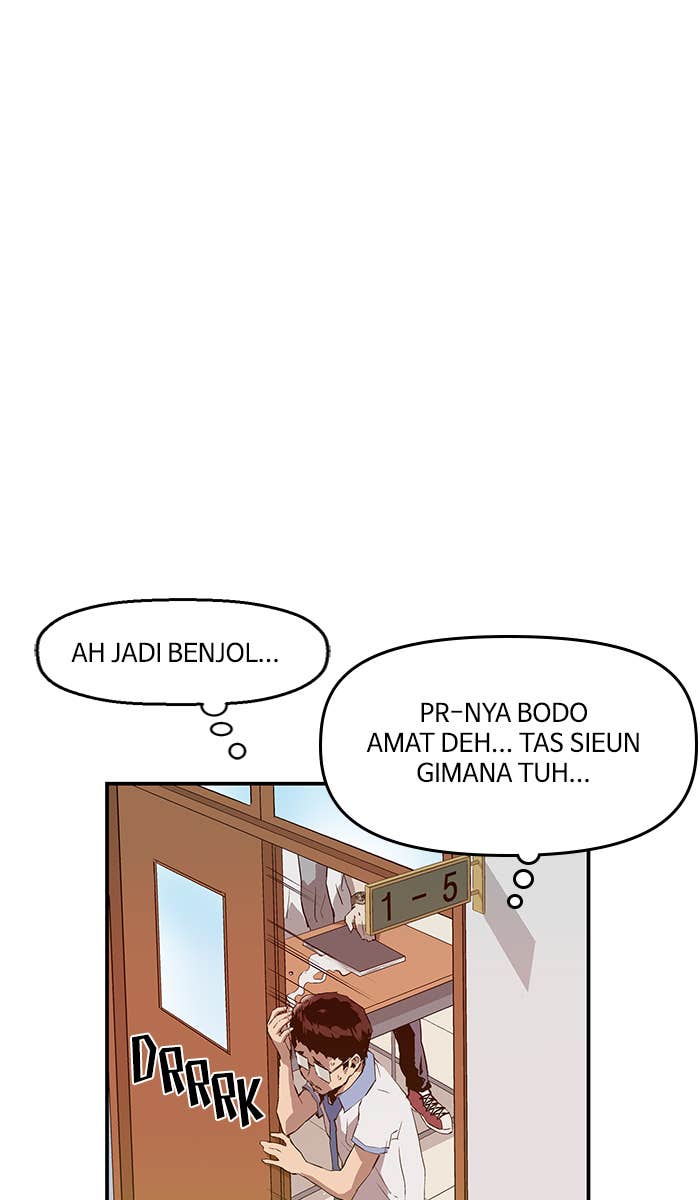 AH JADI BENJOL...
PR-NYA BODO
AMAT DEH... TAS SIEUN
GIMANA TUH...
1 - 5
DRRRK